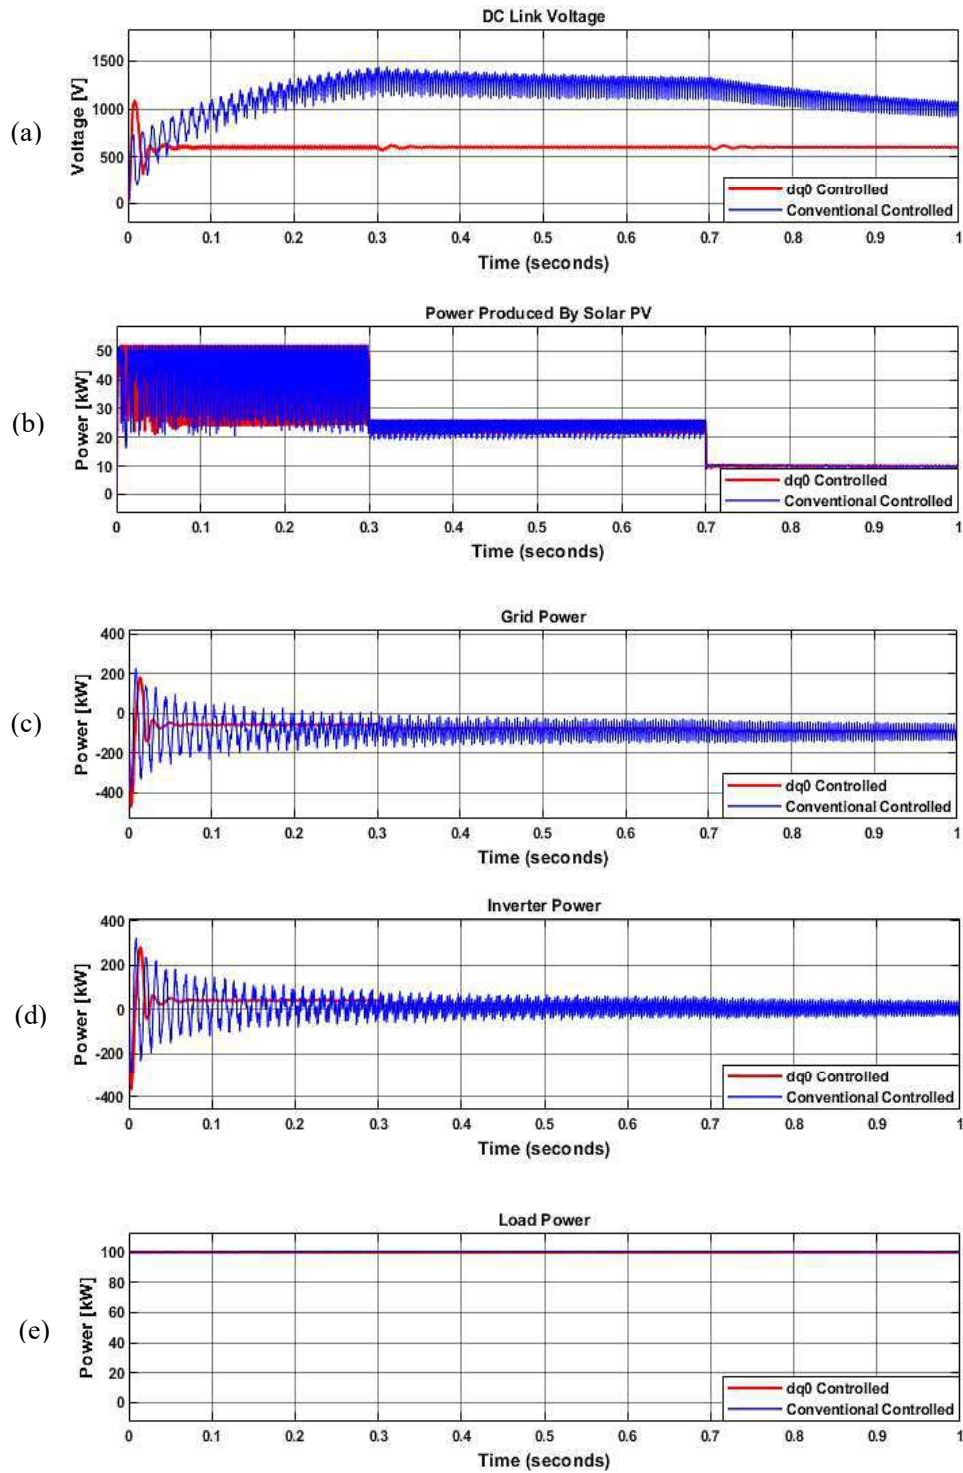 DC Link Voltage
(a)
Voltage [V]
1500
1000
500
0
dq0 Controlled
Conventional Controlled
0 0.1 0.2 0.3 0.4 0.5 0.6 0.7 0.8 0.9 1
Time (seconds)
Power Produced By Solar PV
(b)
Power [kW]
50
40
30
20
10
0
dq0 Controlled
Conventional Controlled
0 0.1 0.2 0.3 0.4 0.5 0.6 0.7 0.8 0.9 1
Time (seconds)
Grid Power
(c)
Power [kW]
400
200
0
-200
-400
dq0 Controlled
Conventional Controlled
0 0.1 0.2 0.3 0.4 0.5 0.6 0.7 0.8 0.9 1
Time (seconds)
Inverter Power
(d)
Power [kW]
400
200
0
-200
-400
dq0 Controlled
Conventional Controlled
0 0.1 0.2 0.3 0.4 0.5 0.6 0.7 0.8 0.9 1
Time (seconds)
Load Power
(e)
Power [kW]
100
80
60
40
20
0
dq0 Controlled
Conventional Controlled
0 0.1 0.2 0.3 0.4 0.5 0.6 0.7 0.8 0.9 1
Time (seconds)